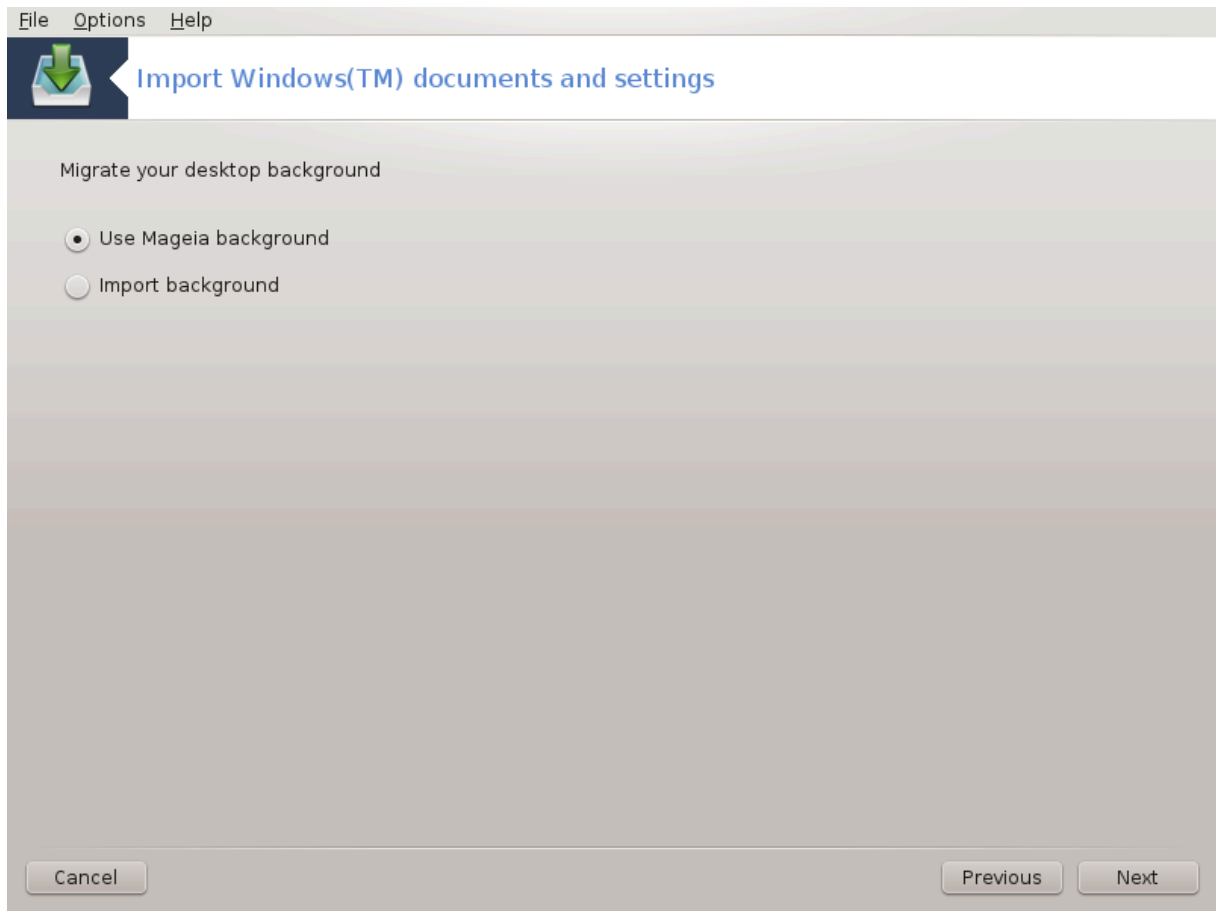 File Options Help
Import Windows(TM) documents and settings
Migrate your desktop background
Use Mageia background
Import background
Cancel Previous Next